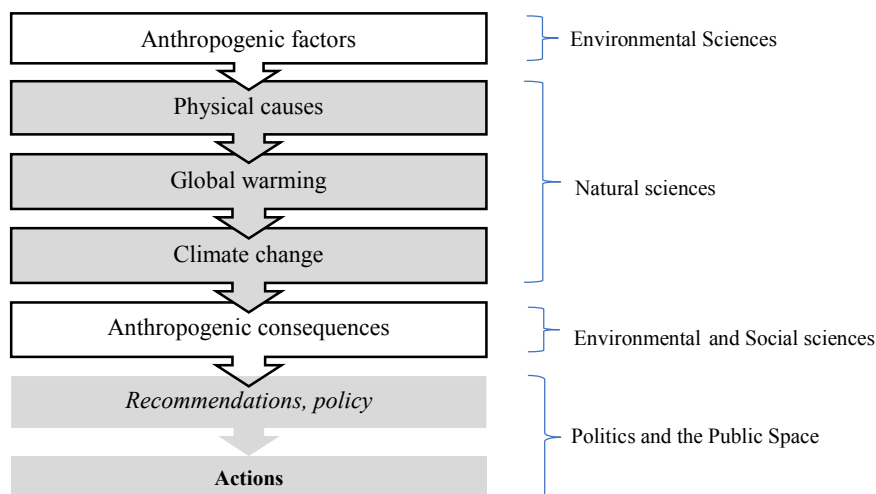 Anthropogenic factors
Environmental Sciences
Physical causes
Global warming
Natural sciences
Climate change
Anthropogenic consequences
Environmental and Social sciences
Recommendations, policy
Politics and the Public Space
Actions